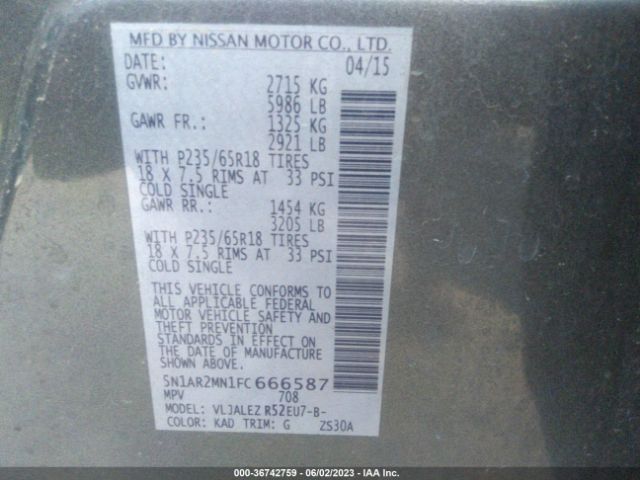 MFD BY NISSAN MOTOR CO., LTD.
DATE: 04/15
GVWR: 2715 KG
5986 LB
GAWR FR.: 1325 KG
2921 LB
WITH P235/65R18 TIRES
18 X 7.5 RIMS AT 33 PSI
COLD SINGLE
GAWR RR.: 1454 KG
3205 LB
WITH P235/65R18 TIRES
18 X 7.5 RIMS AT 33 PSI
COLD SINGLE
THIS VEHICLE CONFORMS TO
ALL APPLICABLE FEDERAL
MOTOR VEHICLE SAFETY AND
THEFT PREVENTION
STANDARDS IN EFFECT ON
THE DATE OF MANUFACTURE
SHOWN ABOVE.
5N1AR2MN1FC666587
MPV 708
MODEL: VLJALEZ R52EU7-B-
COLOR: KAD TRIM: G ZS30A
000-36742759 | 06/02/2023 | IAA Inc.